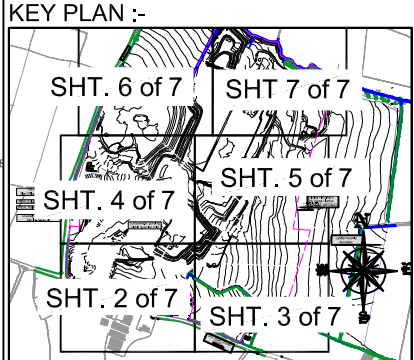 KEY PLAN :-
SHT. 6 of 7
SHT 7 of 7
SHT. 5 of 7
SHT. 4 of 7
SHT. 2 of 7
SHT. 3 of 7